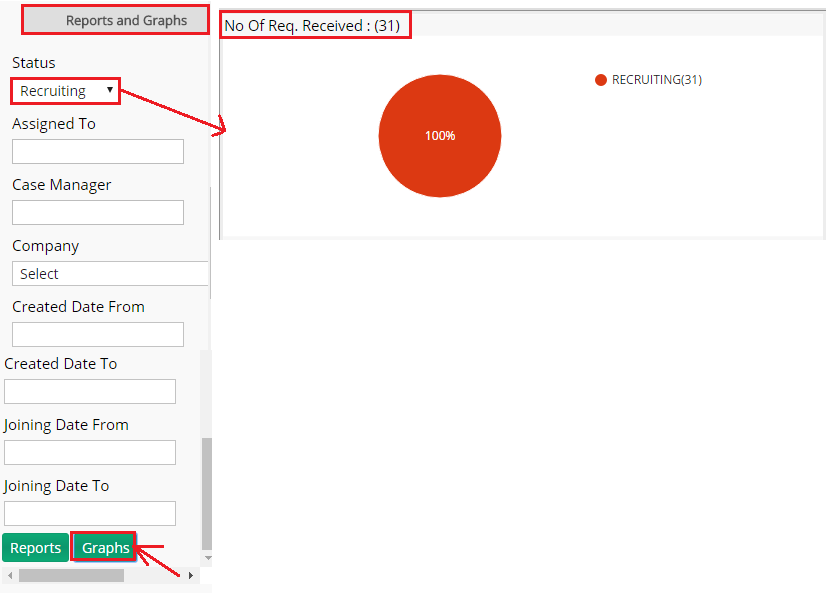 Reports and Graphs
Status
Recruiting
Assigned To
Case Manager
Company
Select
Created Date From
Created Date To
Joining Date From
Joining Date To
Reports
Graphs
No Of Req. Received : (31)
100%
RECRUITING(31)